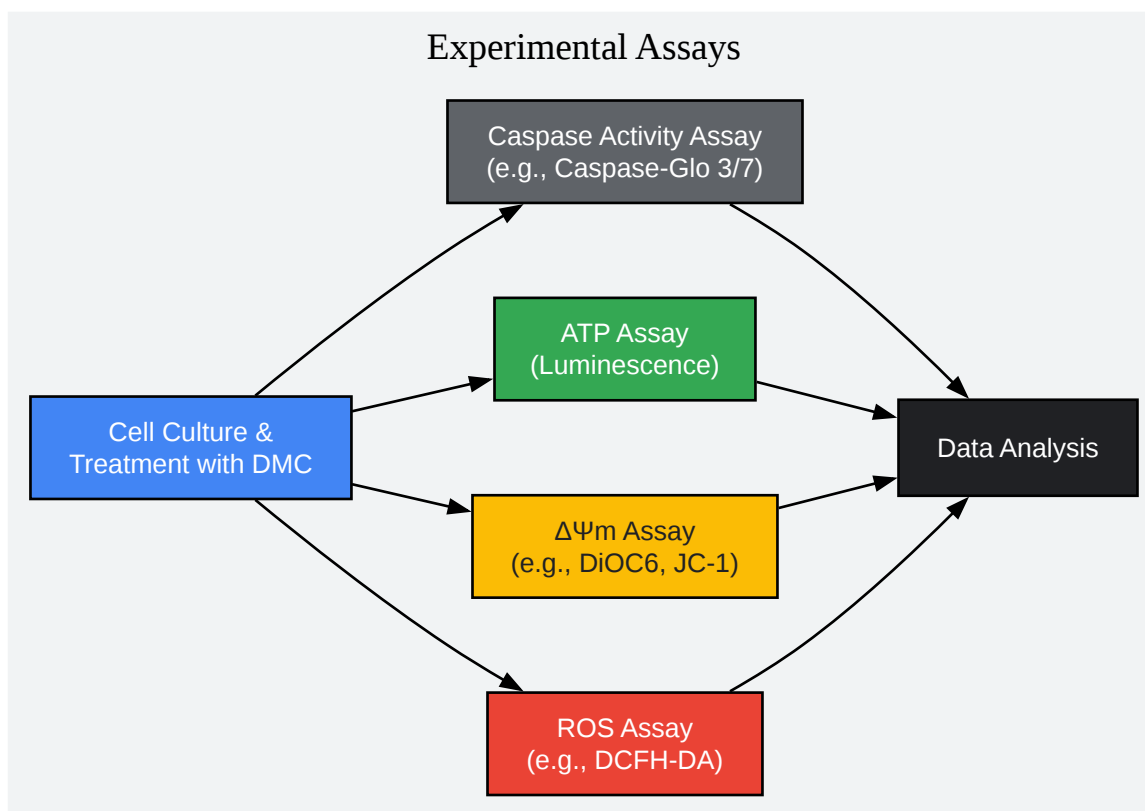 Experimental Assays
Caspase Activity Assay
(e.g., Caspase-Glo 3/7)
ATP Assay
(Luminescence)
Cell Culture &
Treatment with DMC
Data Analysis
ΔΨm Assay
(e.g., DiOC6, JC-1)
ROS Assay
(e.g., DCFH-DA)